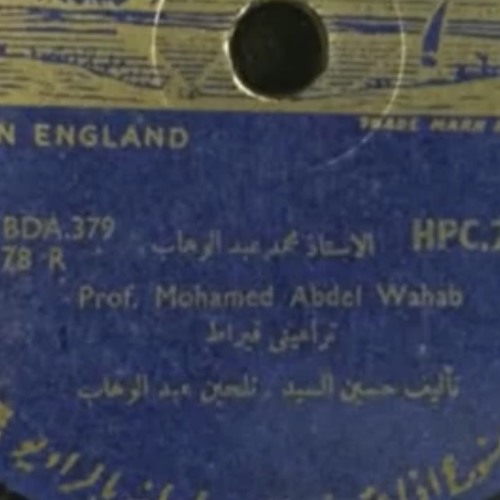 N ENGLAND
TRADE MARK
BDA.379
78 R
الاستاذ محمد عبد الوهاب
HPC.
Prof. Mohamed Abdel Wahab
تراعيني قيراط
تأليف حسين السيد . تلحين عبد الوهاب